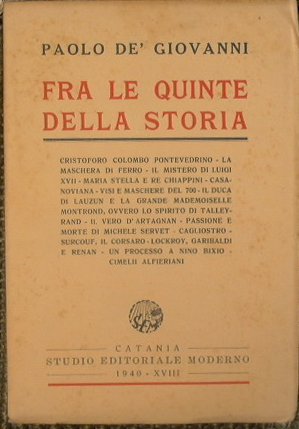 PAOLO DE' GIOVANNI
FRA LE QUINTE
DELLA STORIA
CRISTOFORO COLOMBO PONTEVEDRINO - LA
MASCHERA DI FERRO - IL MISTERO DI LUIGI
XVII - MARIA STELLA E RE CHIAPPINI - CASA-
NOVIANA - VISI E MASCHERE DEL 700 - IL DUCA
DI LAUZUN E LA GRANDE MADEMOISELLE
MONTROND, OVVERO LO SPIRITO DI TALLEY-
RAND - IL VERO D'ARTAGNAN - PASSIONE E
MORTE DI MICHELE SERVET - CAGLIOSTRO -
SURCOUF, IL CORSARO - LOCKROY, GARIBALDI
E RENAN - UN PROCESSO A NINO BIXIO -
CIMELII ALFIERIANI
SEM
CATANIA
STUDIO EDITORIALE MODERNO
1940 - XVIII